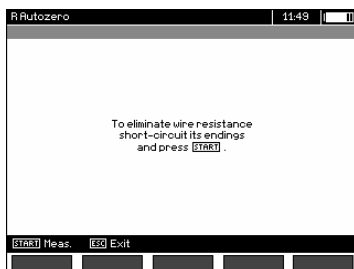 R Autozero 11:49
To eliminate wire resistance
short-circuit its endings
and press START .
START Meas. ESC Exit